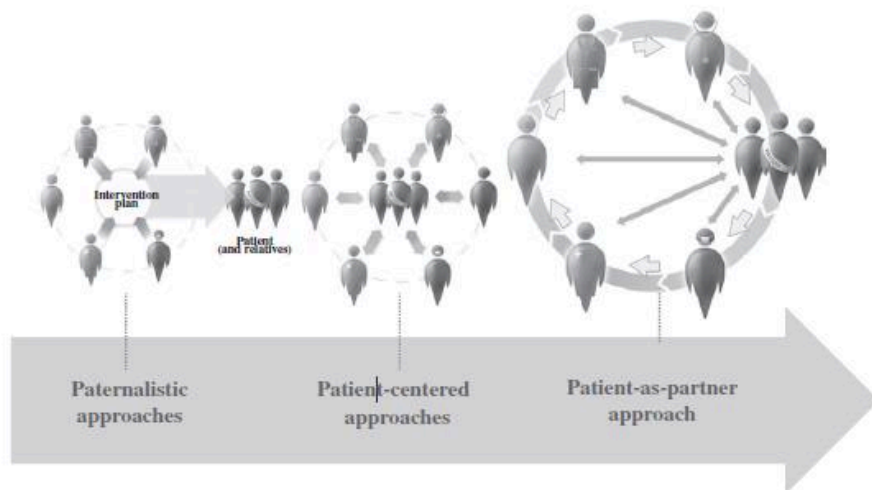 Intervention
plan
Patient
(and relatives)
Paternalistic
approaches
Patient-centered
approaches
Patient-as-partner
approach